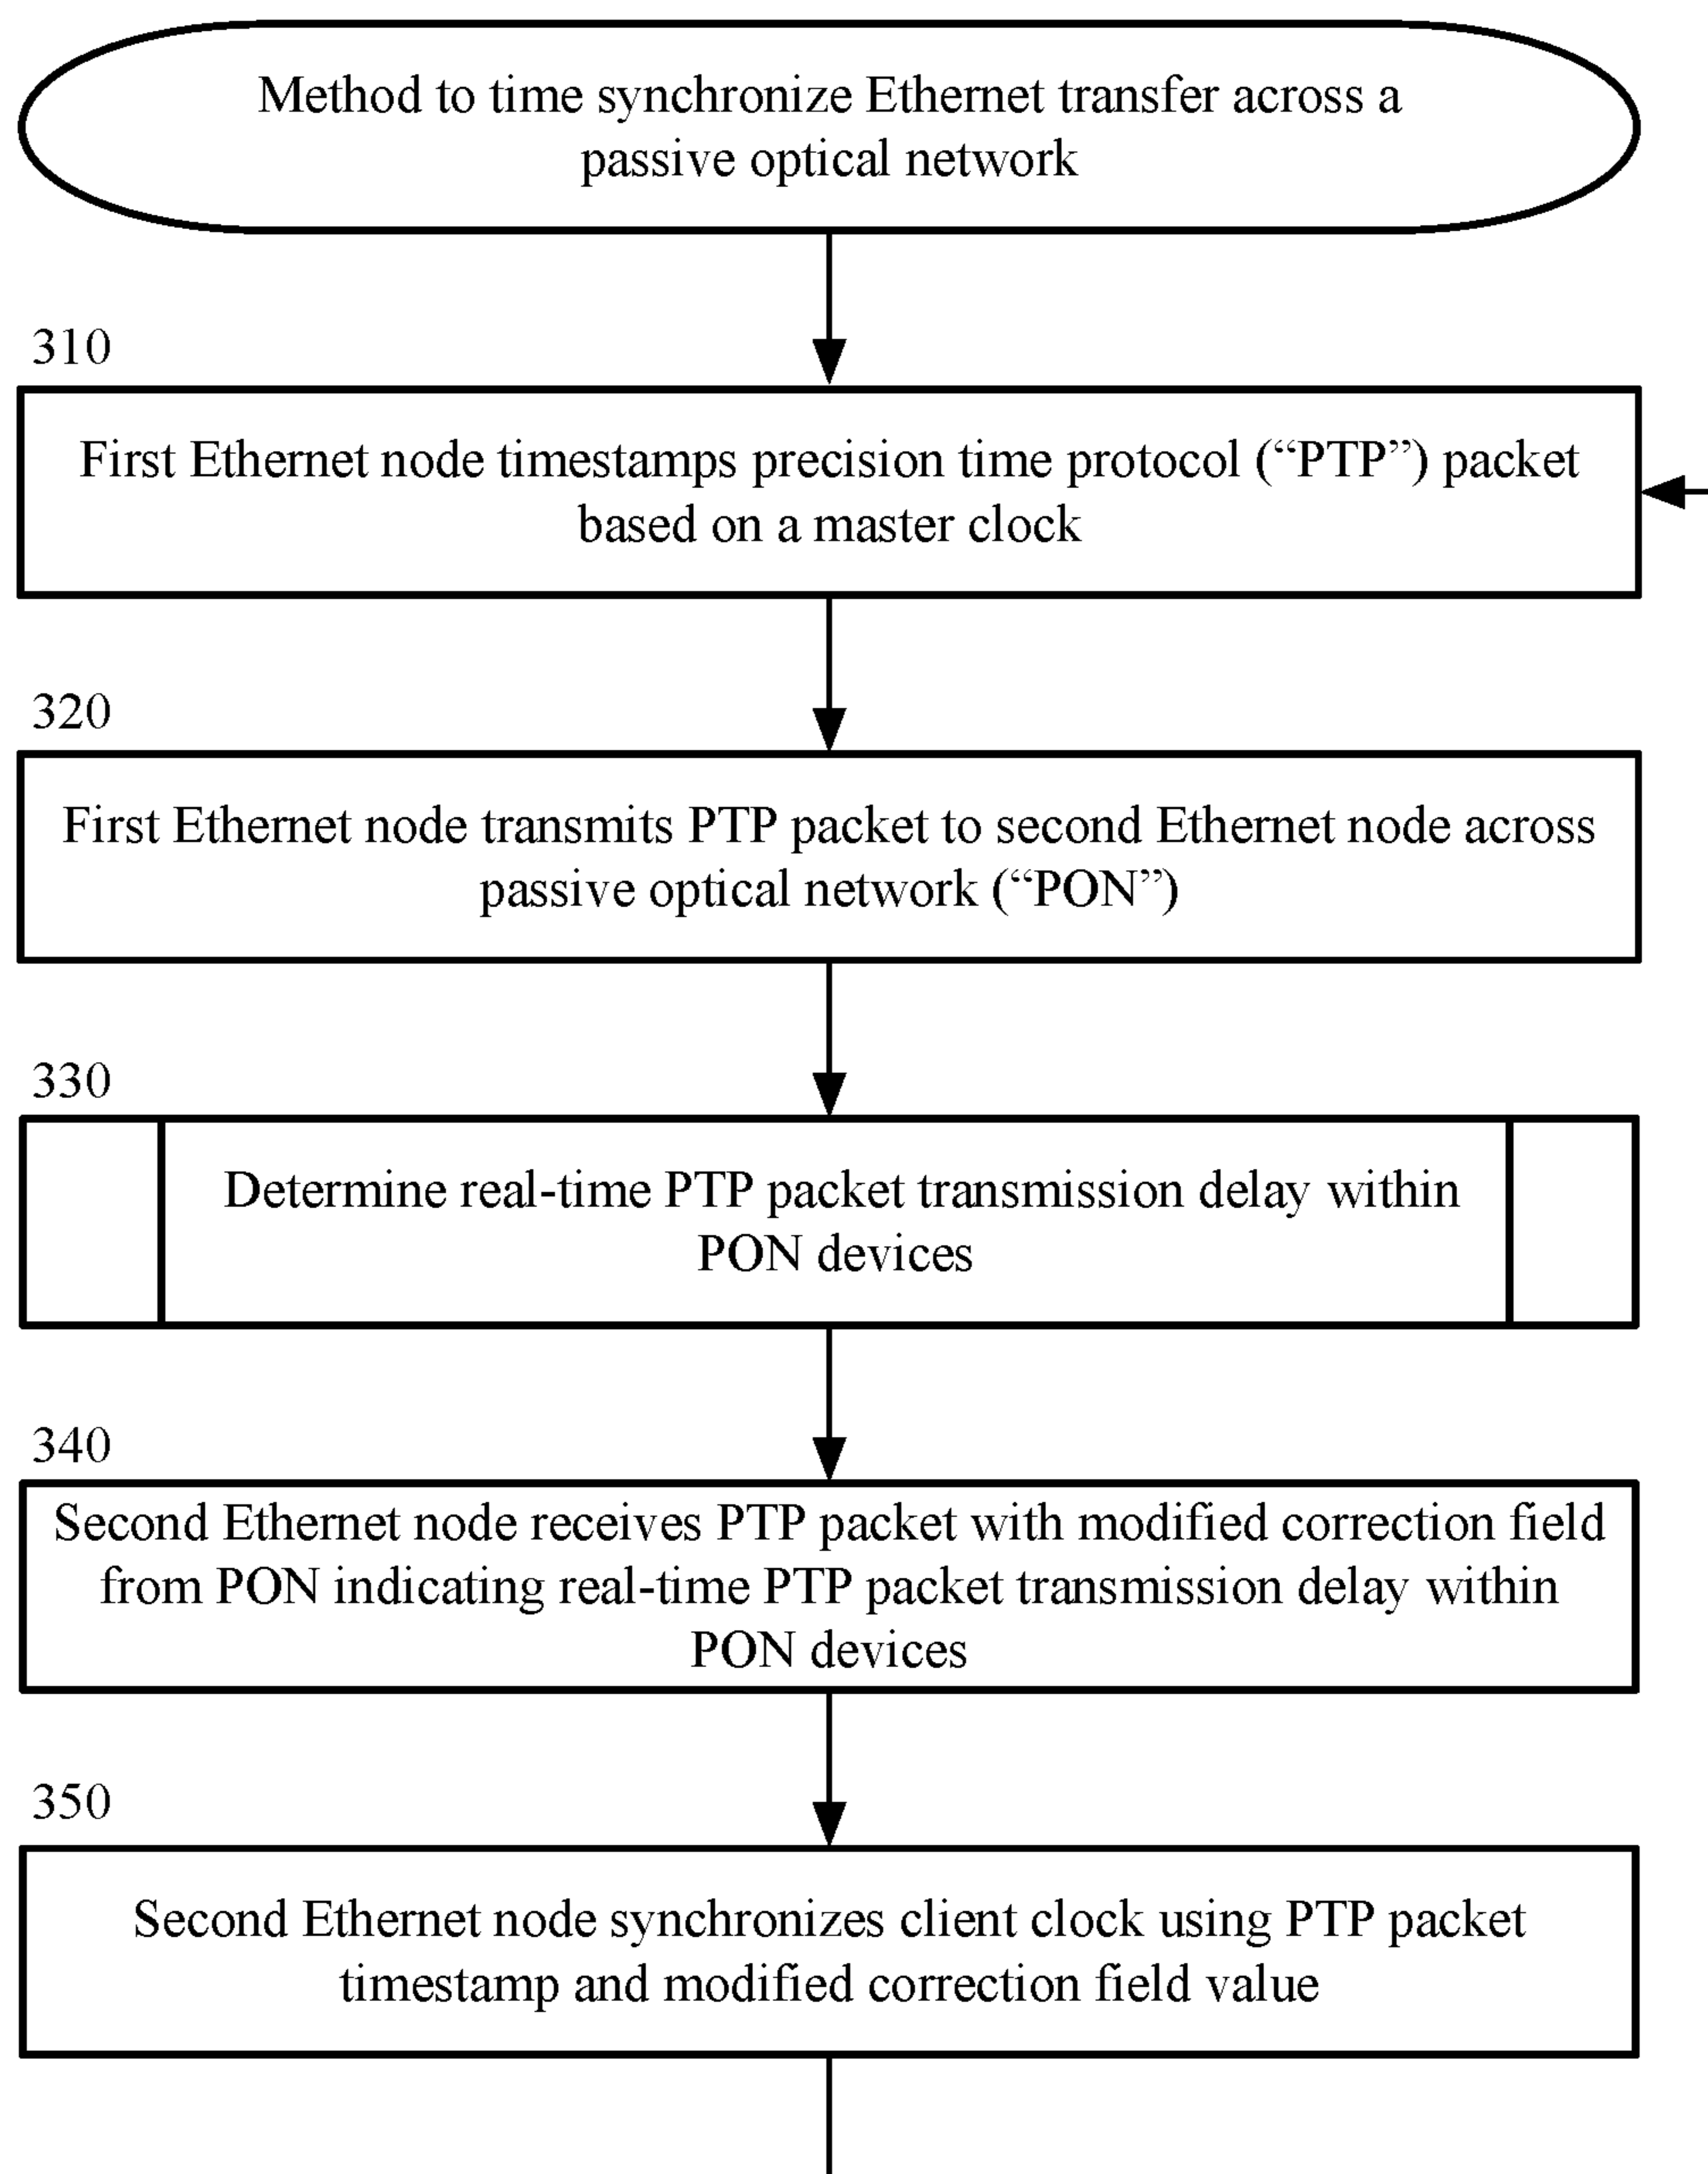 Method to time synchronize Ethernet transfer across a
passive optical network
310
First Ethernet node timestamps precision time protocol (“PTP”) packet
based on a master clock
320
First Ethernet node transmits PTP packet to second Ethernet node across
passive optical network (“PON”)
330
Determine real-time PTP packet transmission delay within
PON devices
340
Second Ethernet node receives PTP packet with modified correction field
from PON indicating real-time PTP packet transmission delay within
PON devices
350
Second Ethernet node synchronizes client clock using PTP packet
timestamp and modified correction field value